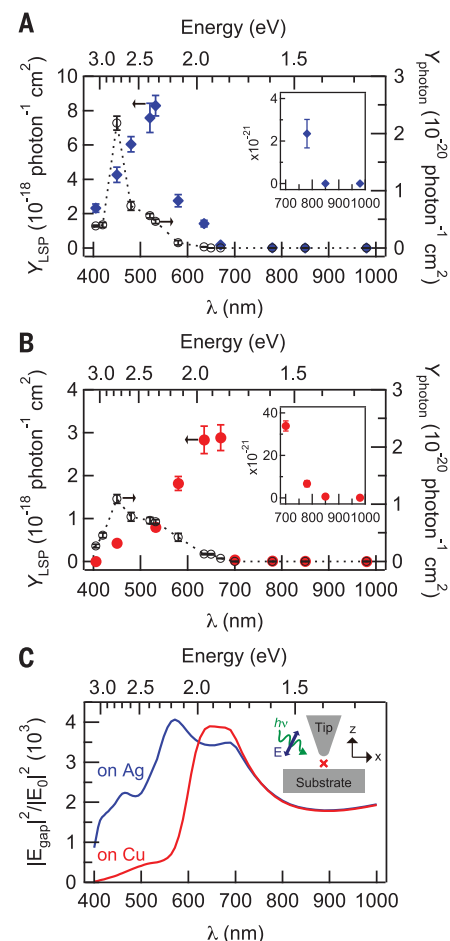 A
Energy (eV)
3.0 2.5 2.0 1.5
Y_LSP (10^-18 photon^-1 cm^2)
10
8
6
4
2
0
Y_photon (10^-20 photon^-1 cm^2)
3
2
1
0
x10^-21
4
2
0
700 800 900 1000
400 500 600 700 800 900 1000
λ (nm)
B
Energy (eV)
3.0 2.5 2.0 1.5
Y_LSP (10^-18 photon^-1 cm^2)
4
3
2
1
0
Y_photon (10^-20 photon^-1 cm^2)
3
2
1
0
x10^-21
40
20
0
700 800 900 1000
400 500 600 700 800 900 1000
λ (nm)
C
Energy (eV)
3.0 2.5 2.0 1.5
|E_gap|^2/|E_0|^2 (10^3)
4
3
2
1
0
on Ag
on Cu
hν
E
Tip
z
x
Substrate
400 500 600 700 800 900 1000
λ (nm)